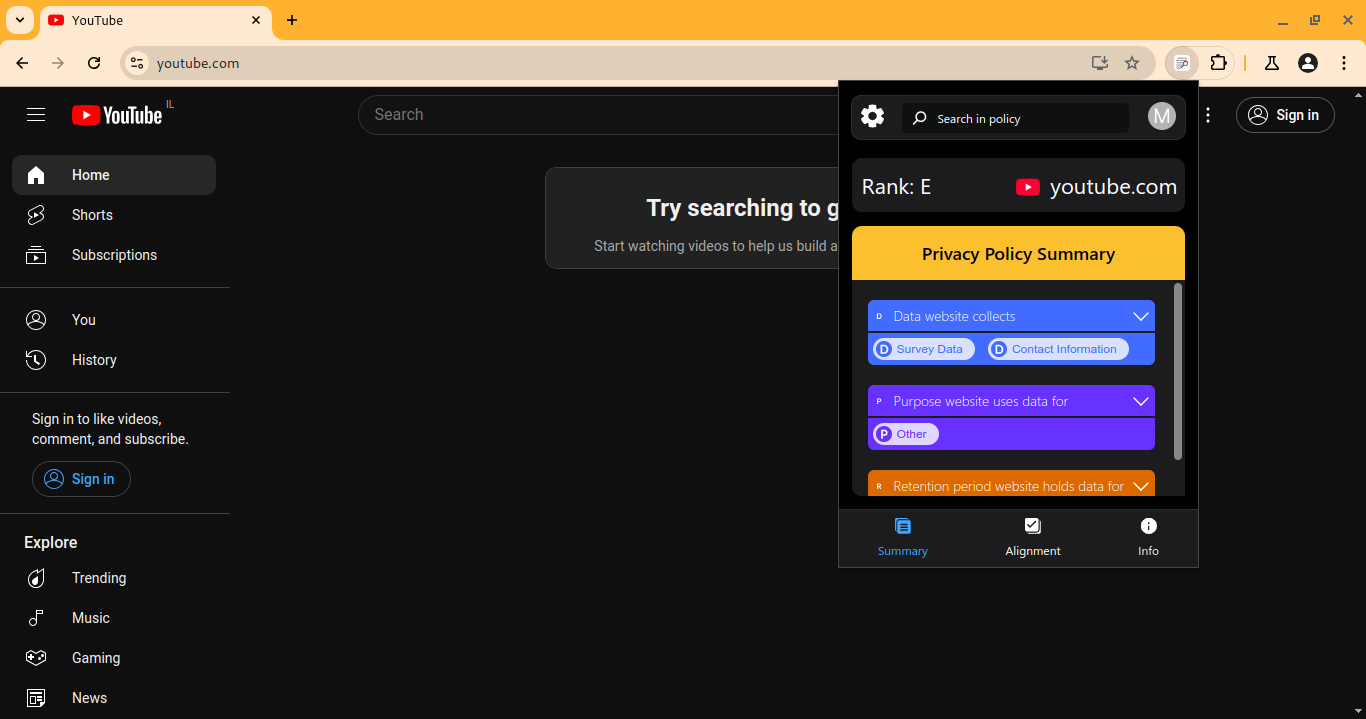 YouTube
youtube.com
YouTube IL
Search
Sign in
Home
Shorts
Subscriptions
You
History
Sign in to like videos,
comment, and subscribe.
Sign in
Explore
Trending
Music
Gaming
News
Try searching to g
Start watching videos to help us build a
Search in policy
M
Rank: E
youtube.com
Privacy Policy Summary
D Data website collects
D Survey Data
D Contact Information
P Purpose website uses data for
P Other
R Retention period website holds data for
Summary
Alignment
Info